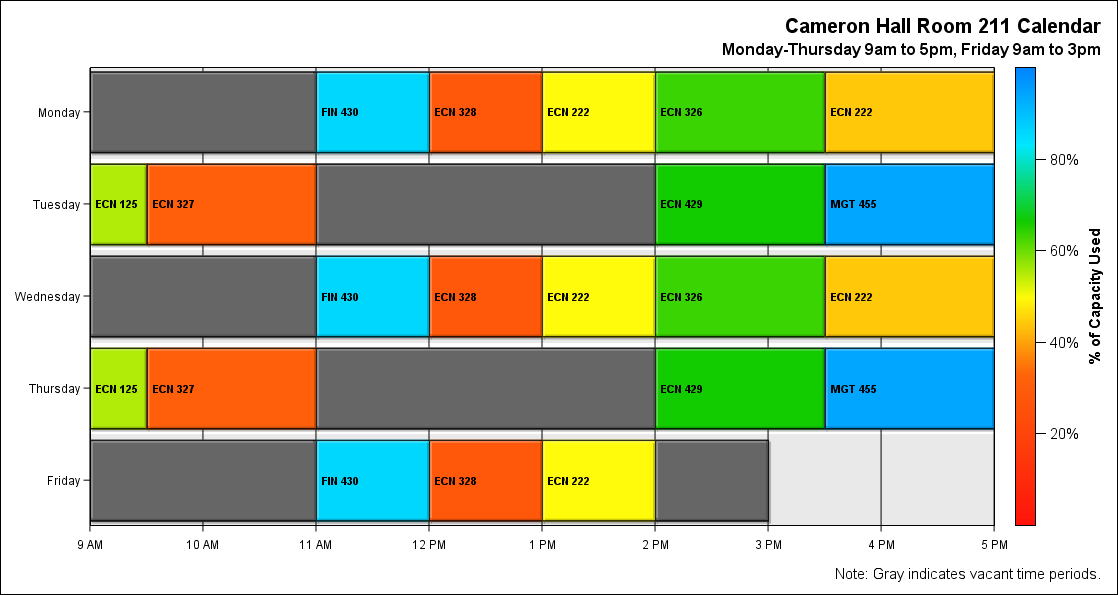 Cameron Hall Room 211 Calendar
Monday-Thursday 9am to 5pm, Friday 9am to 3pm
Monday
FIN 430
ECN 328
ECN 222
ECN 326
ECN 222
Tuesday
ECN 125
ECN 327
ECN 429
MGT 455
Wednesday
FIN 430
ECN 328
ECN 222
ECN 326
ECN 222
Thursday
ECN 125
ECN 327
ECN 429
MGT 455
Friday
FIN 430
ECN 328
ECN 222
9 AM
10 AM
11 AM
12 PM
1 PM
2 PM
3 PM
4 PM
5 PM
80%
60%
40%
20%
% of Capacity Used
Note: Gray indicates vacant time periods.